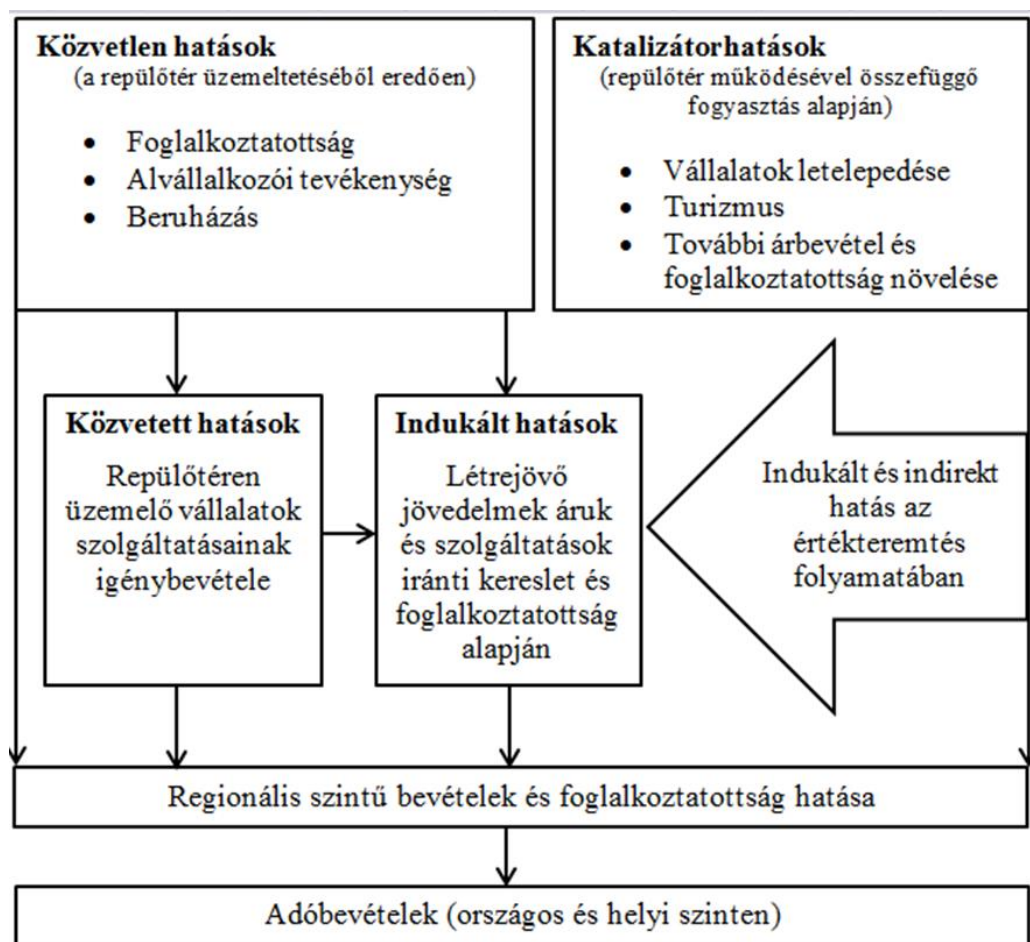 Közvetlen hatások
(a repülőtér üzemeltetéséből eredően)
• Foglalkoztatottság
• Alvállalkozói tevékenység
• Beruházás
Katalizátorhatások
(repülőtér működésével összefüggő
fogyasztás alapján)
• Vállalatok letelepedése
• Turizmus
• További árbevétel és
foglalkoztatottság növelése
Közvetett hatások
Repülőtéren
üzemelő vállalatok
szolgáltatásainak
igénybevétele
Indukált hatások
Létrejövő
jövedelmek áruk
és szolgáltatások
iránti kereslet és
foglalkoztatottság
alapján
Indukált és indirekt
hatás az
értékteremtés
folyamatában
Regionális szintű bevételek és foglalkoztatottság hatása
Adóbevételek (országos és helyi szinten)